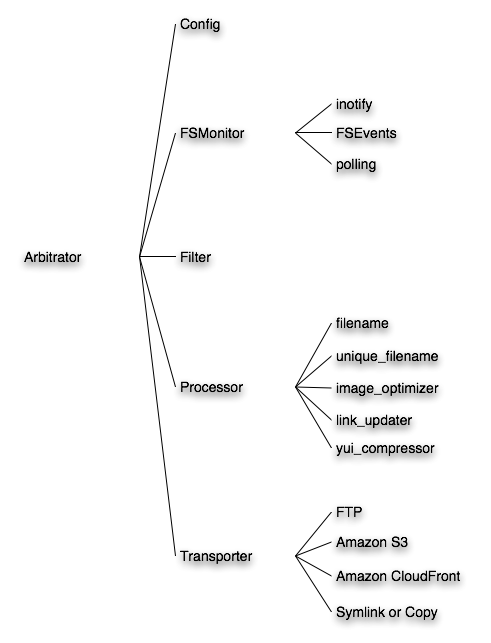 Config
inotify
FSMonitor
FSEvents
polling
Arbitrator
Filter
filename
unique_filename
Processor
image_optimizer
link_updater
yui_compressor
FTP
Amazon S3
Transporter
Amazon CloudFront
Symlink or Copy